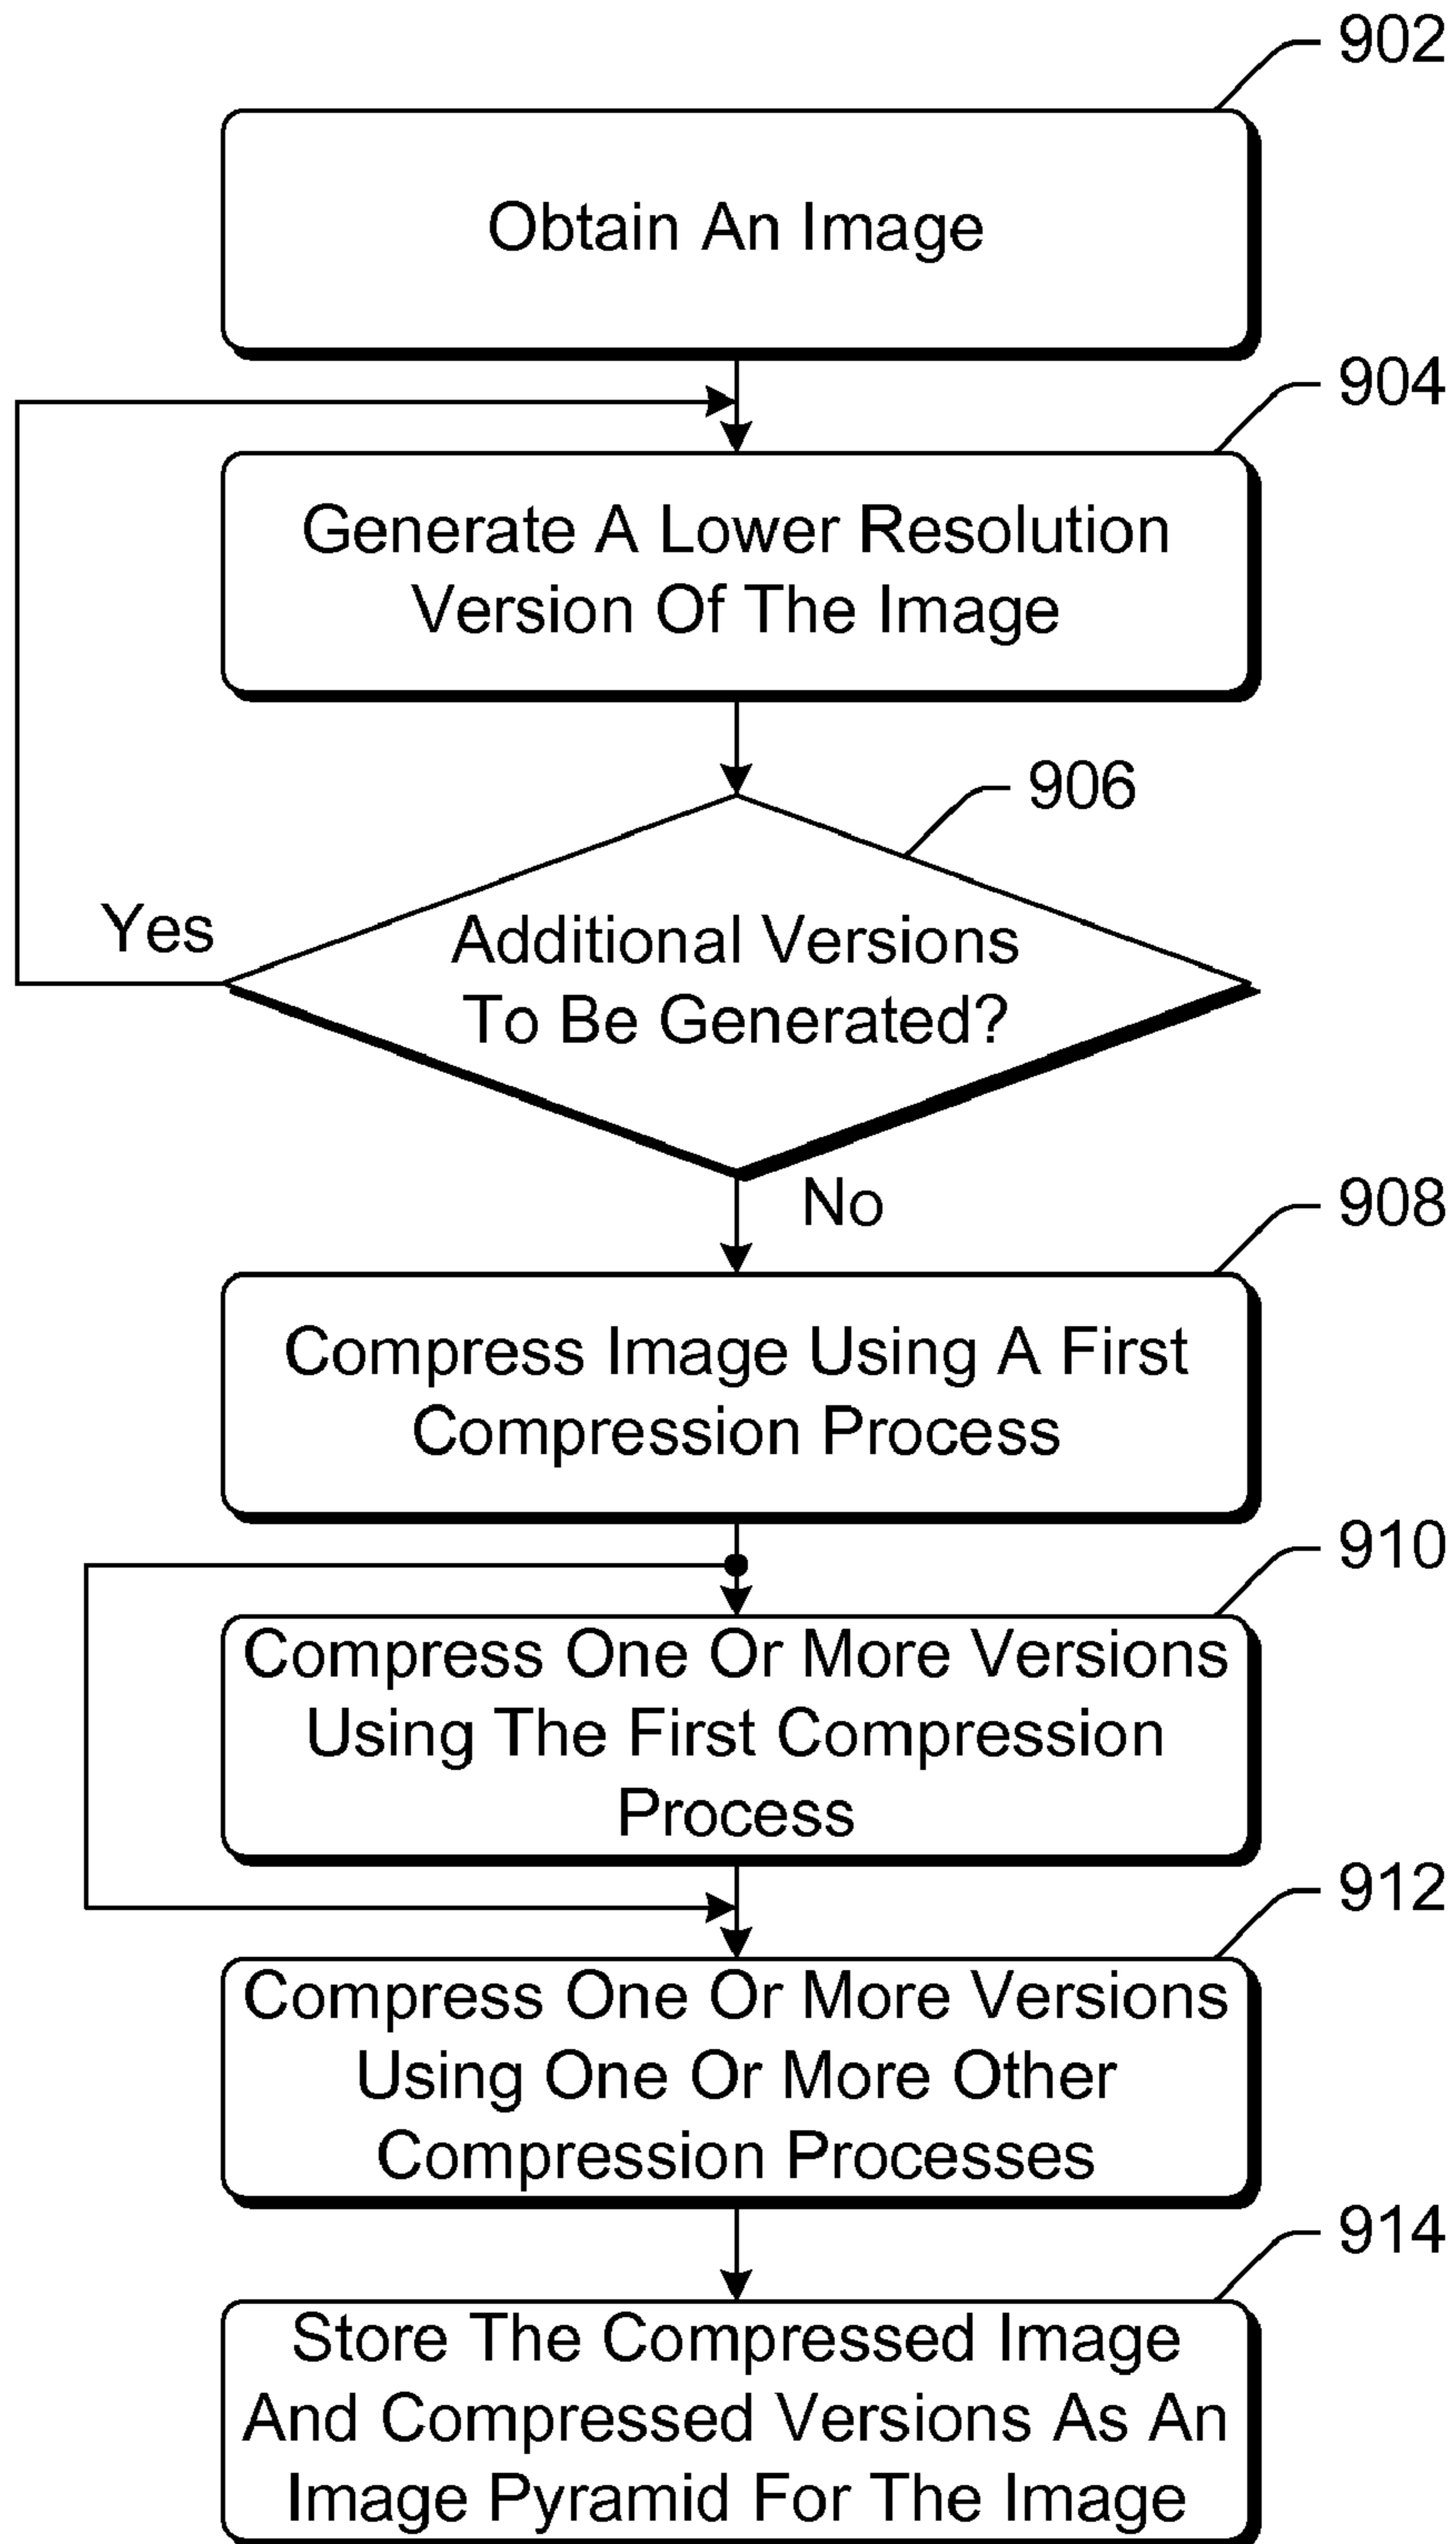 902
Obtain An Image
904
Generate A Lower Resolution
Version Of The Image
906
Yes
Additional Versions
To Be Generated?
No
908
Compress Image Using A First
Compression Process
910
Compress One Or More Versions
Using The First Compression
Process
912
Compress One Or More Versions
Using One Or More Other
Compression Processes
914
Store The Compressed Image
And Compressed Versions As An
Image Pyramid For The Image